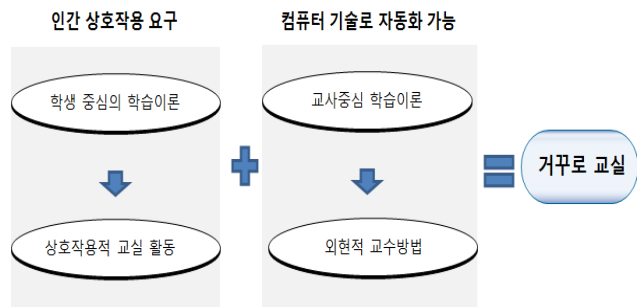 인간 상호작용 요구
컴퓨터 기술로 자동화 가능
학생 중심의 학습이론
교사중심 학습이론
거꾸로 교실
상호작용적 교실 활동
외현적 교수방법